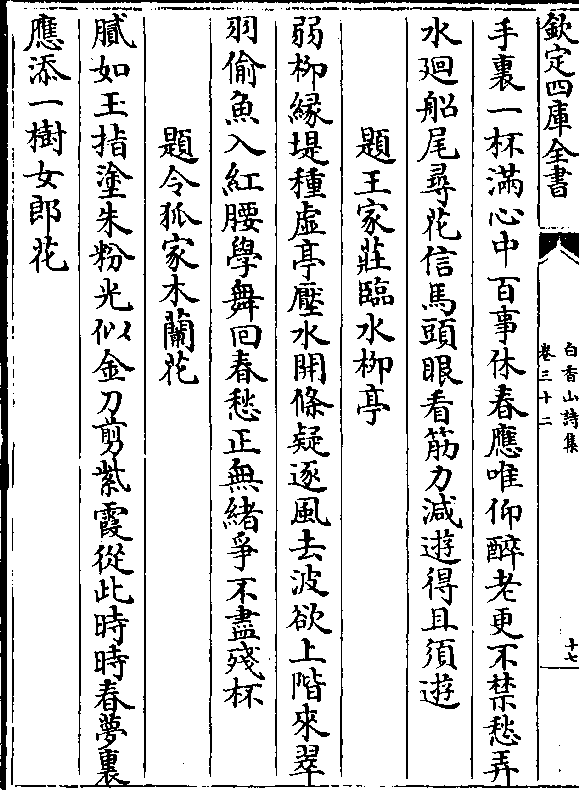 欽定四庫全書
白香山詩集
卷三十二
十七
手裏一杯滿心中百事休春應唯仰醉老更不禁愁弄
水廻船尾尋花信馬頭眼看筋力減遊得且須遊
題王家莊臨水柳亭
弱柳緣堤種虛亭壓水開條疑逐風去波欲上階來翠
羽偷魚入紅腰學舞回春愁正無緒爭不盡殘杯
題令狐家木蘭花
膩如玉指塗朱粉光似金刀剪紫霞從此時時春夢裏
應添一樹女郎花